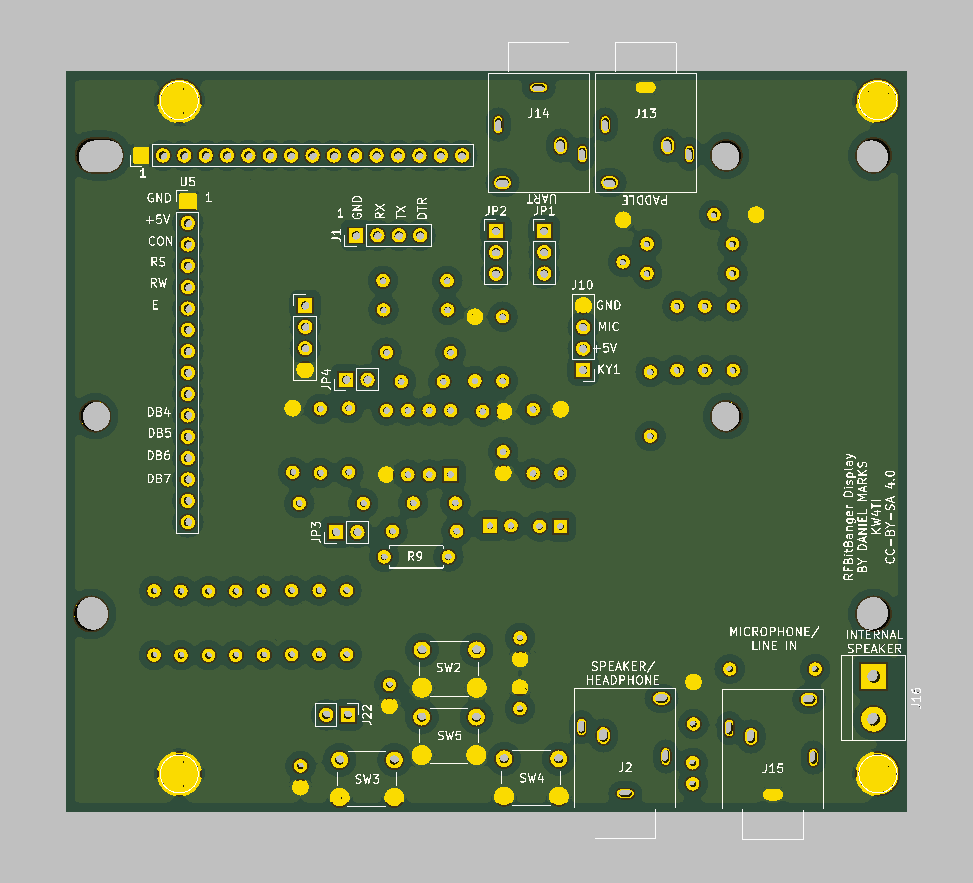 J14
J13
1
U5
GND
1
+5V
CON
RS
RW
E
DB4
DB5
DB6
DB7
J1
1
GND
RX
TX
DTR
UART
PADDLE
JP2
JP1
J10
GND
MIC
+5V
KY1
JP4
JP3
R9
RFBitBanger Display
BY DANIEL MARKS
KW4TI
CC-BY-SA 4.0
MICROPHONE/
LINE IN
INTERNAL
SPEAKER
SPEAKER/
HEADPHONE
SW2
J16
J22
SW5
SW3
SW4
J2
J15